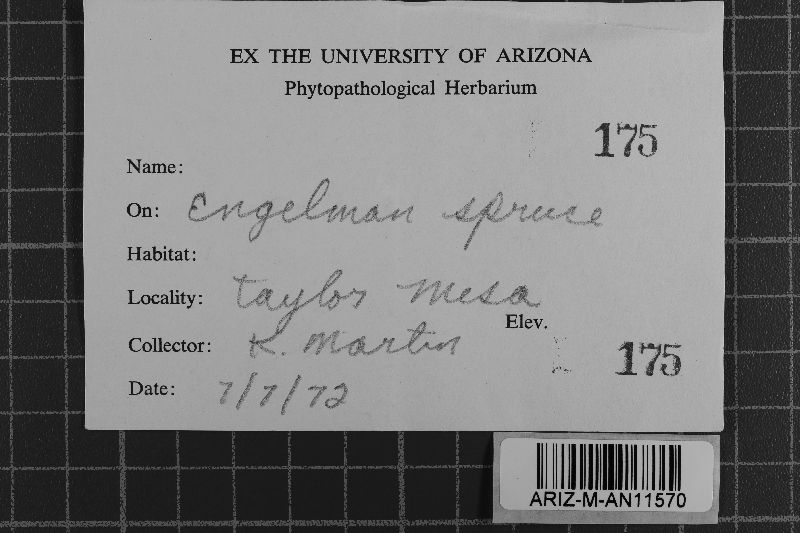 EX THE UNIVERSITY OF ARIZONA
Phytopathological Herbarium
175
Name:
On: Engelman spruce
Habitat:
Locality: Taylor Mesa
Elev.
Collector: K. Martin
175
Date: 7/7/72
ARIZ-M-AN11570